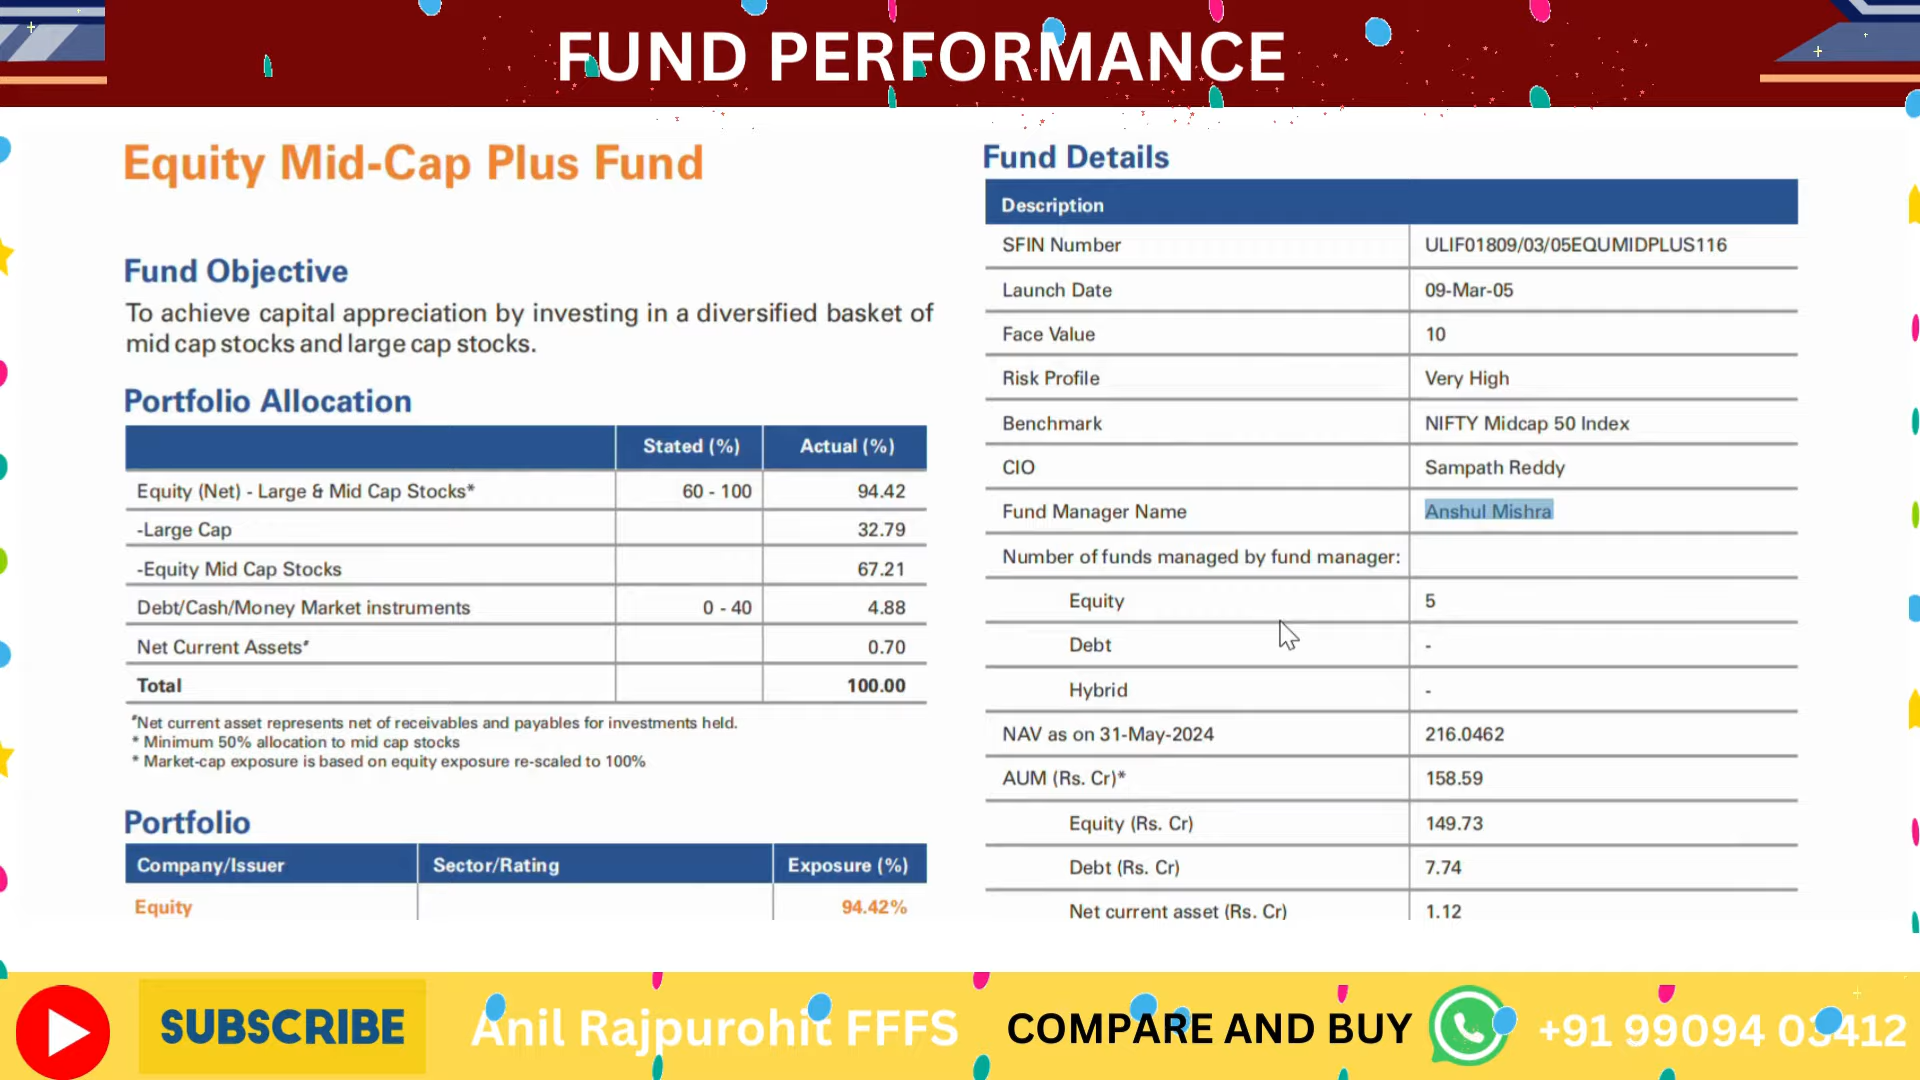 FUND PERFORMANCE
Equity Mid-Cap Plus Fund
Fund Objective
To achieve capital appreciation by investing in a diversified basket of
mid cap stocks and large cap stocks.
Portfolio Allocation
Stated (%) Actual (%)
Equity (Net) - Large & Mid Cap Stocks* 60 - 100 94.42
-Large Cap 32.79
-Equity Mid Cap Stocks 67.21
Debt/Cash/Money Market instruments 0 - 40 4.88
Net Current Assets# 0.70
Total 100.00
#Net current asset represents net of receivables and payables for investments held.
* Minimum 50% allocation to mid cap stocks
* Market-cap exposure is based on equity exposure re-scaled to 100%
Portfolio
Company/Issuer Sector/Rating Exposure (%)
Equity 94.42%
Fund Details
Description
SFIN Number ULIF01809/03/05EQUMIDPLUS116
Launch Date 09-Mar-05
Face Value 10
Risk Profile Very High
Benchmark NIFTY Midcap 50 Index
CIO Sampath Reddy
Fund Manager Name Anshul Mishra
Number of funds managed by fund manager:
Equity 5
Debt -
Hybrid -
NAV as on 31-May-2024 216.0462
AUM (Rs. Cr)* 158.59
Equity (Rs. Cr) 149.73
Debt (Rs. Cr) 7.74
Net current asset (Rs. Cr) 1.12
SUBSCRIBE Anil Rajpurohit FFFS COMPARE AND BUY +91 99094 03412